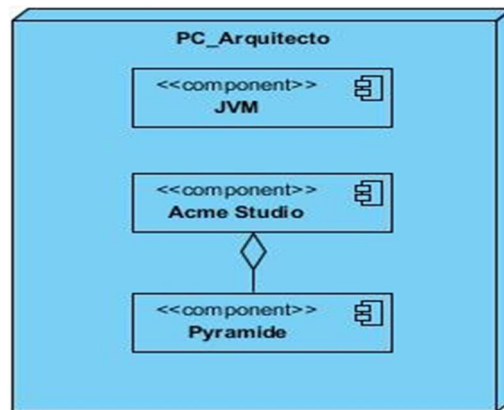 PC_Arquitecto
<<component>>
JVM
<<component>>
Acme Studio
<<component>>
Pyramide